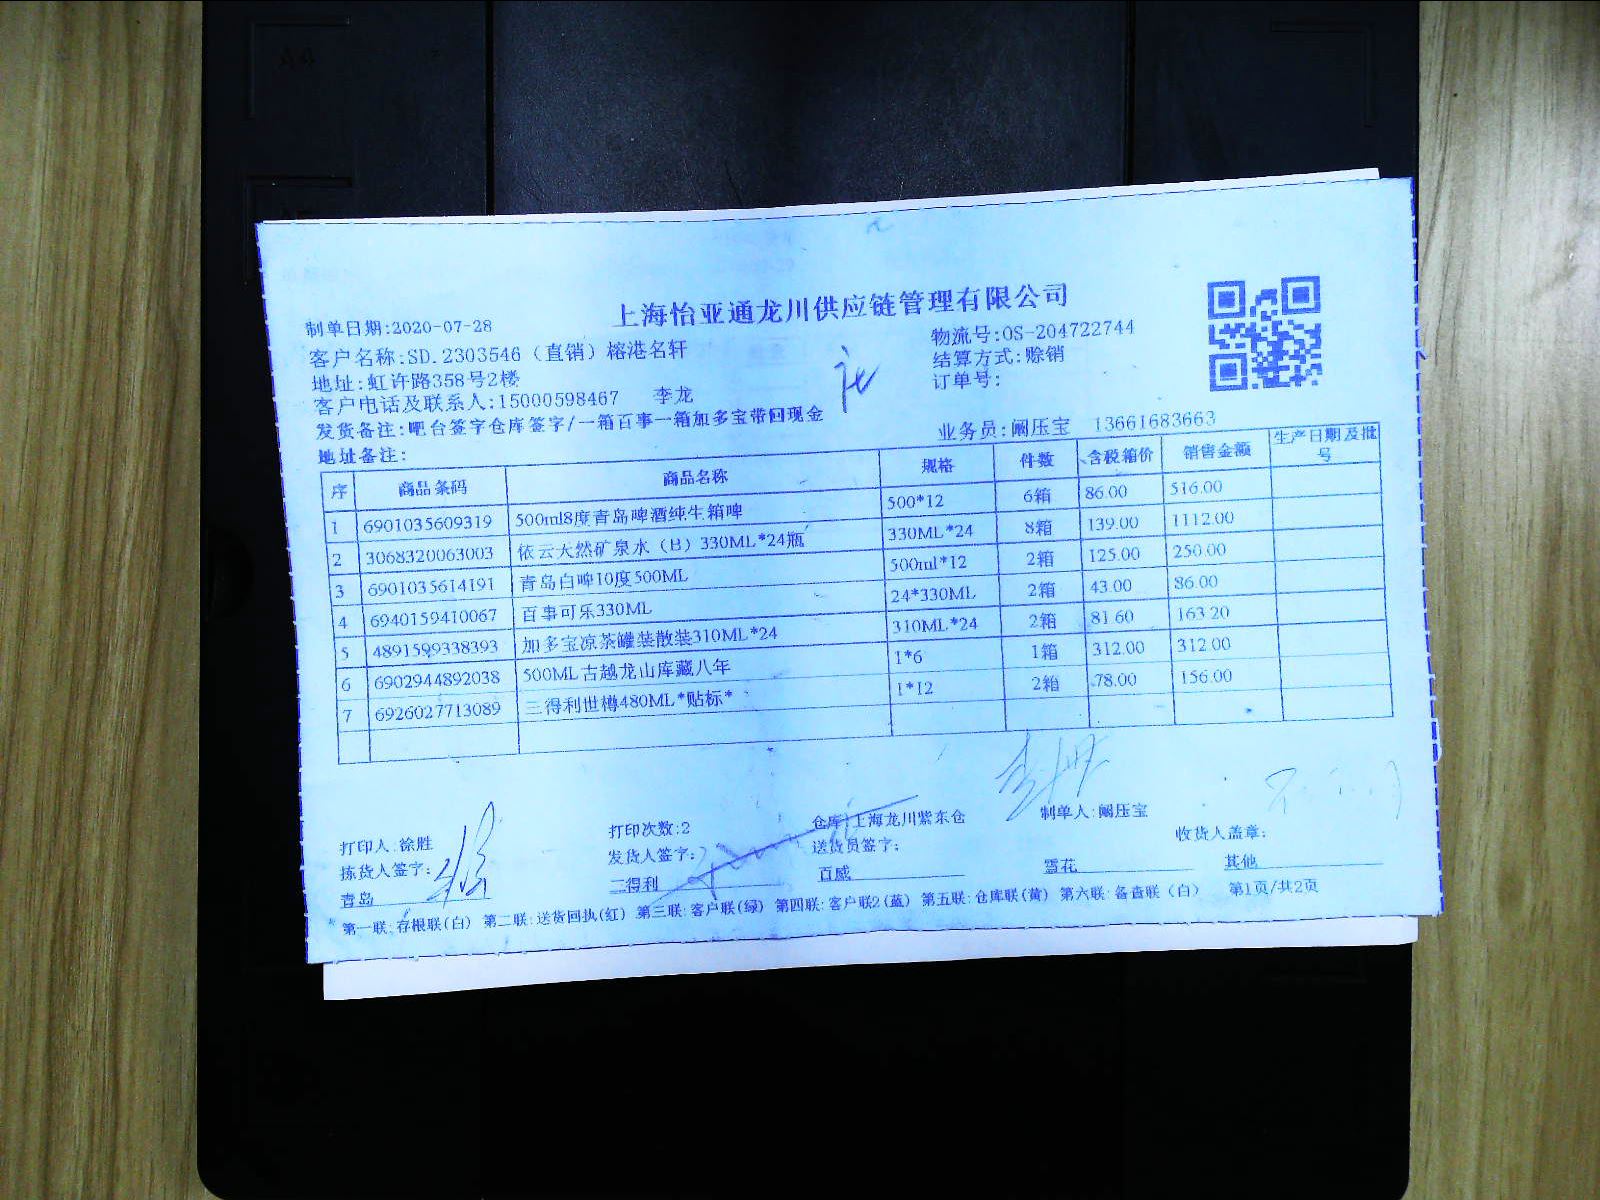 上海怡亚通龙川供应链管理有限公司
制单日期:2020-07-28
物流号:OS-204722744
客户名称:SD.2303546（直销）榕港名轩
结算方式:赊销
地址:虹许路358号2楼
订单号:
客户电话及联系人:15000598467 李龙
发货备注:吧台签字仓库签字/一箱百事一箱加多宝带回现金
业务员:阚压宝 13661683663
地址备注:
序 商品条码 商品名称 规格 件数 含税箱价 销售金额 生产日期及批号
1 6901035609319 500ml8度青岛啤酒纯生箱啤 500*12 6箱 86.00 516.00
2 3068320063003 依云天然矿泉水（B）330ML*24瓶 330ML*24 8箱 139.00 1112.00
3 6901035614191 青岛白啤10度500ML 500ml*12 2箱 125.00 250.00
4 6940159410067 百事可乐330ML 24*330ML 2箱 43.00 86.00
5 4891599338393 加多宝凉茶罐装散装310ML*24 310ML*24 2箱 81.60 163.20
6 6902944892038 500ML古越龙山库藏八年 1*6 1箱 312.00 312.00
7 6926027713089 三得利世樽480ML*贴标* 1*12 2箱 78.00 156.00
打印人:徐胜 打印次数:2 仓库:上海龙川紫东仓 制单人:阚压宝
拣货人签字: 发货人签字: 送货员签字: 收货人盖章:
青岛 三得利 百威 雪花 其他
第一联:存根联(白) 第二联:送货回执(红) 第三联:客户联(绿) 第四联:客户联2(蓝) 第五联:仓库联(黄) 第六联:备查联（白） 第1页/共2页